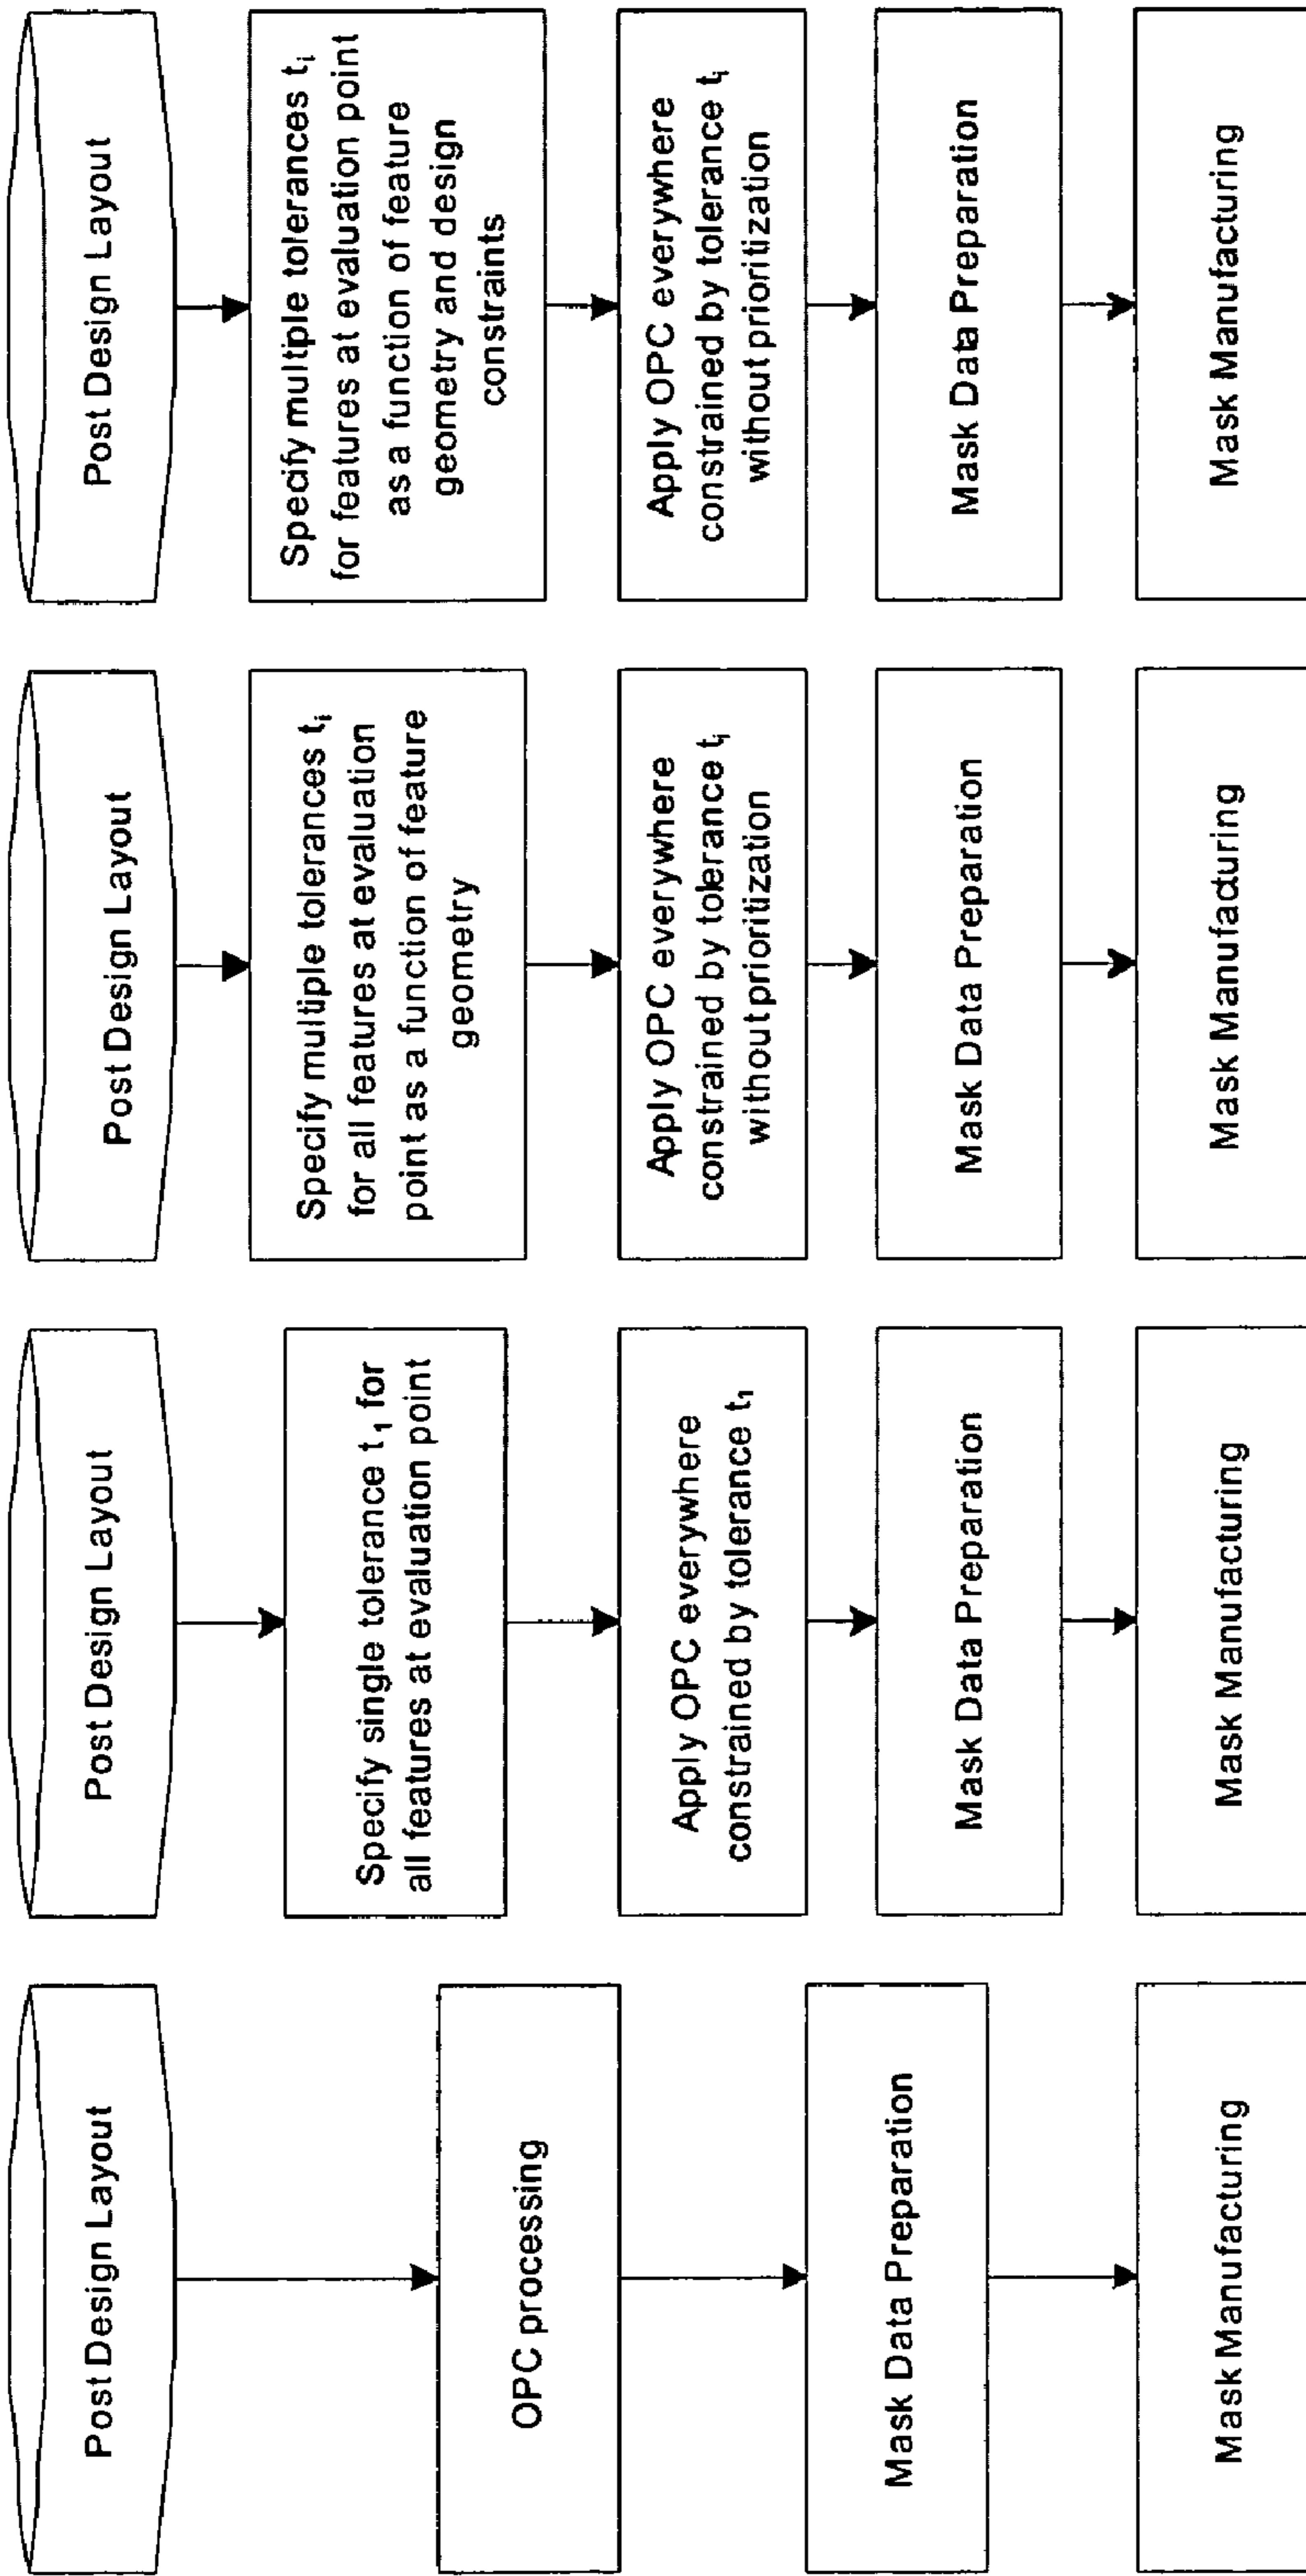 Post Design Layout
OPC processing
Mask Data Preparation
Mask Manufacturing
Post Design Layout
Specify single tolerance t₁ for
all features at evaluation point
Apply OPC everywhere
constrained by tolerance t₁
Mask Data Preparation
Mask Manufacturing
Post Design Layout
Specify multiple tolerances tᵢ
for all features at evaluation
point as a function of feature
geometry
Apply OPC everywhere
constrained by tolerance tᵢ
without prioritization
Mask Data Preparation
Mask Manufacturing
Post Design Layout
Specify multiple tolerances tᵢ
for features at evaluation point
as a function of feature
geometry and design
constraints
Apply OPC everywhere
constrained by tolerance tᵢ
without prioritization
Mask Data Preparation
Mask Manufacturing